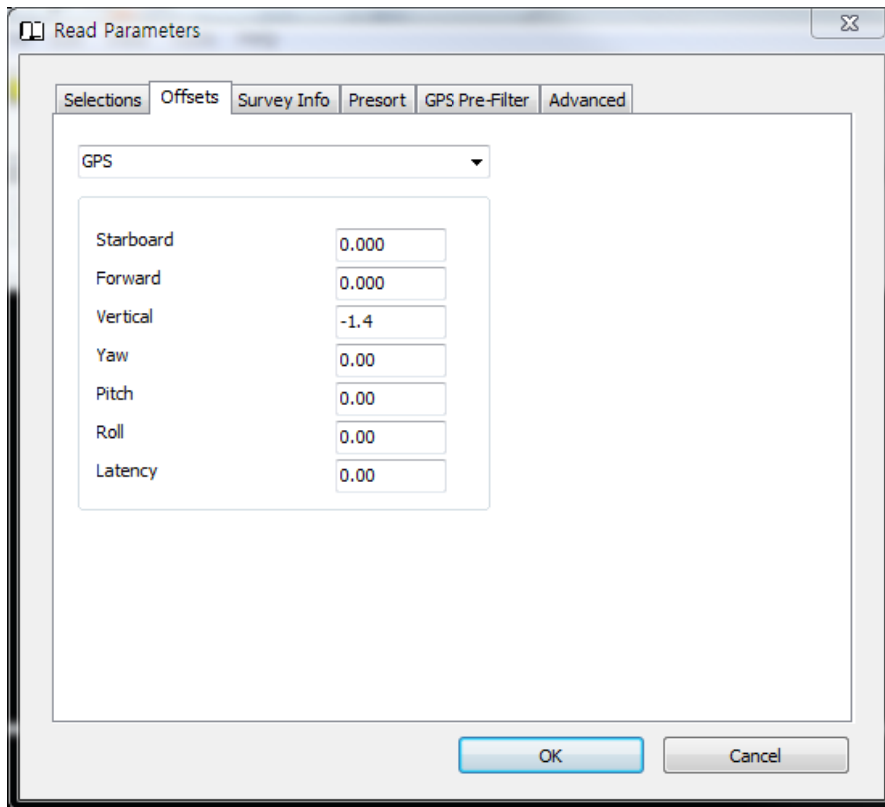 Read Parameters
Selections Offsets Survey Info Presort GPS Pre-Filter Advanced
GPS
Starboard 0.000
Forward 0.000
Vertical -1.4
Yaw 0.00
Pitch 0.00
Roll 0.00
Latency 0.00
OK Cancel